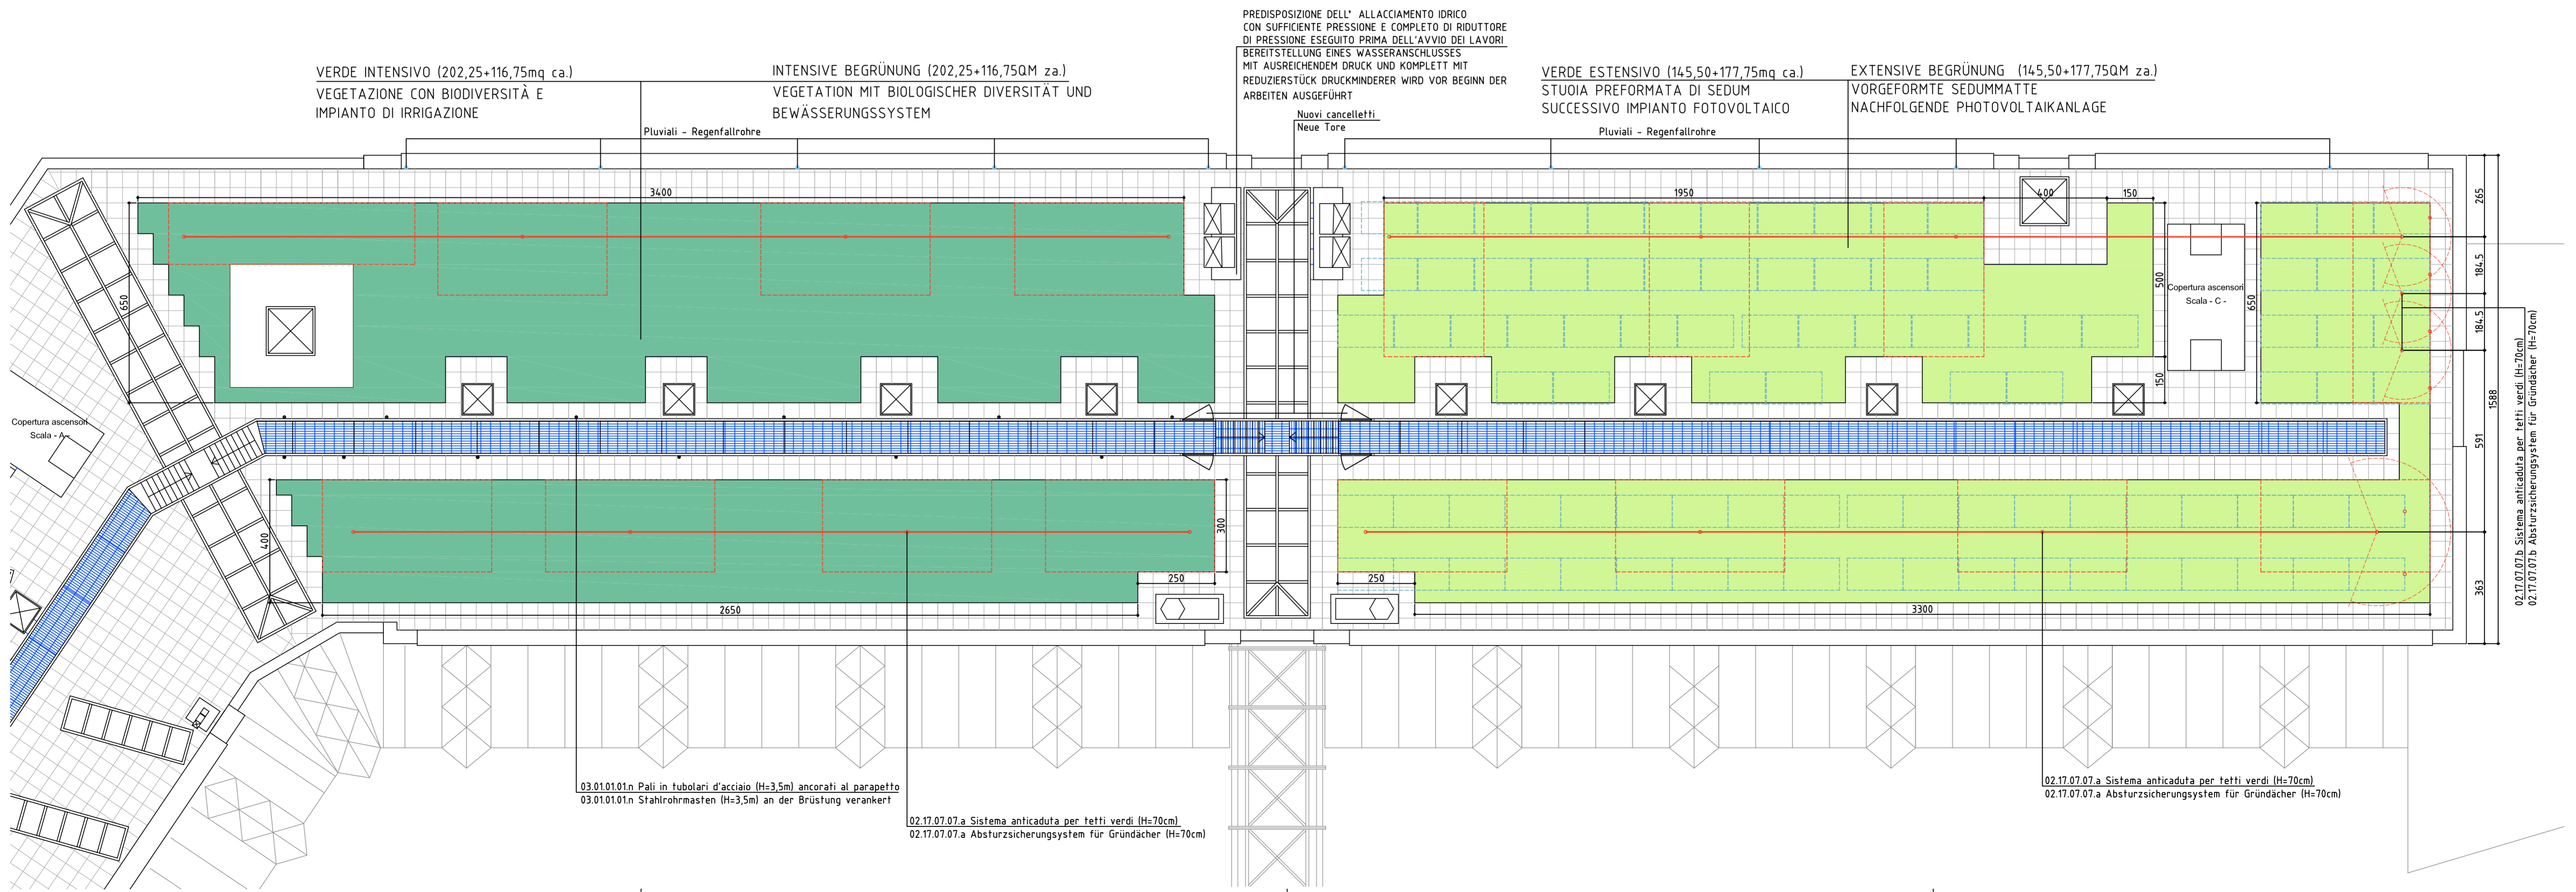 PREDISPOSIZIONE DELL' ALLACCIAMENTO IDRICO
CON SUFFICIENTE PRESSIONE E COMPLETO DI RIDUTTORE
DI PRESSIONE ESEGUITO PRIMA DELL'AVVIO DEI LAVORI
BEREITSTELLUNG EINES WASSERANSCHLUSSES
MIT AUSREICHENDEM DRUCK UND KOMPLETT MIT
REDUZIERSTÜCK DRUCKMINDERER WIRD VOR BEGINN DER
ARBEITEN AUSGEFÜHRT
VERDE INTENSIVO (202,25+116,75mq ca.)
VEGETAZIONE CON BIODIVERSITÀ E
IMPIANTO DI IRRIGAZIONE
INTENSIVE BEGRÜNUNG (202,25+116,75QM za.)
VEGETATION MIT BIOLOGISCHER DIVERSITÄT UND
BEWÄSSERUNGSSYSTEM
VERDE ESTENSIVO (145,50+177,75mq ca.)
STUOIA PREFORMATA DI SEDUM
SUCCESSIVO IMPIANTO FOTOVOLTAICO
EXTENSIVE BEGRÜNUNG (145,50+177,75QM za.)
VORGEFORMTE SEDUMMATTE
NACHFOLGENDE PHOTOVOLTAIKANLAGE
Nuovi cancelletti
Neue Tore
Pluviali - Regenfallrohre
Pluviali - Regenfallrohre
3400
1950
400
150
265
650
500
650
184.5
184.5
150
1588
591
363
Copertura ascensori
Scala - C -
Copertura ascensori
Scala - A -
400
300
250
250
2650
3300
02.17.07.07.b Sistema anticaduta per tetti verdi (H=70cm)
02.17.07.07.b Absturzsicherungsystem für Gründächer (H=70cm)
03.01.01.01.n Pali in tubolari d'acciaio (H=3,5m) ancorati al parapetto
03.01.01.01.n Stahlrohrmasten (H=3,5m) an der Brüstung verankert
02.17.07.07.a Sistema anticaduta per tetti verdi (H=70cm)
02.17.07.07.a Absturzsicherungsystem für Gründächer (H=70cm)
02.17.07.07.a Sistema anticaduta per tetti verdi (H=70cm)
02.17.07.07.a Absturzsicherungsystem für Gründächer (H=70cm)